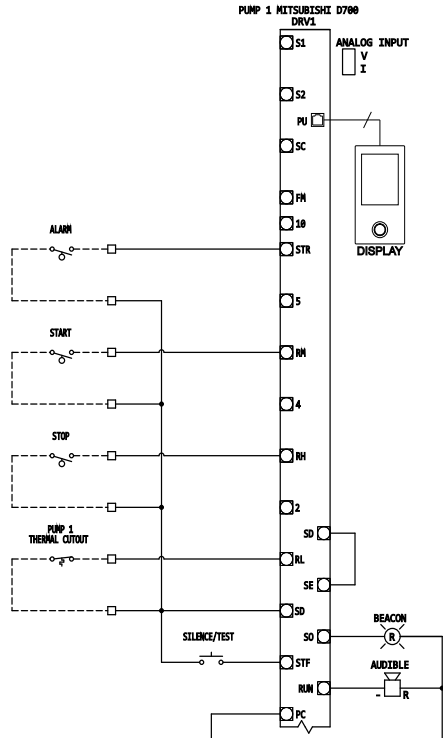 PUMP 1 MITSUBISHI D700
DRV1
S1
ANALOG INPUT
V
I
S2
PU
SC
FM
10
ALARM
STR
DISPLAY
5
START
RM
4
STOP
RH
2
PUMP 1
THERMAL CUTOUT
SD
RL
SE
SD
BEACON
SILENCE/TEST
SO
R
STF
AUDIBLE
RUN
- R
PC